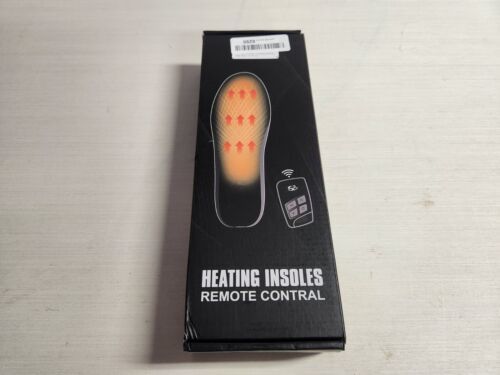 HEATING INSOLES
REMOTE CONTRAL